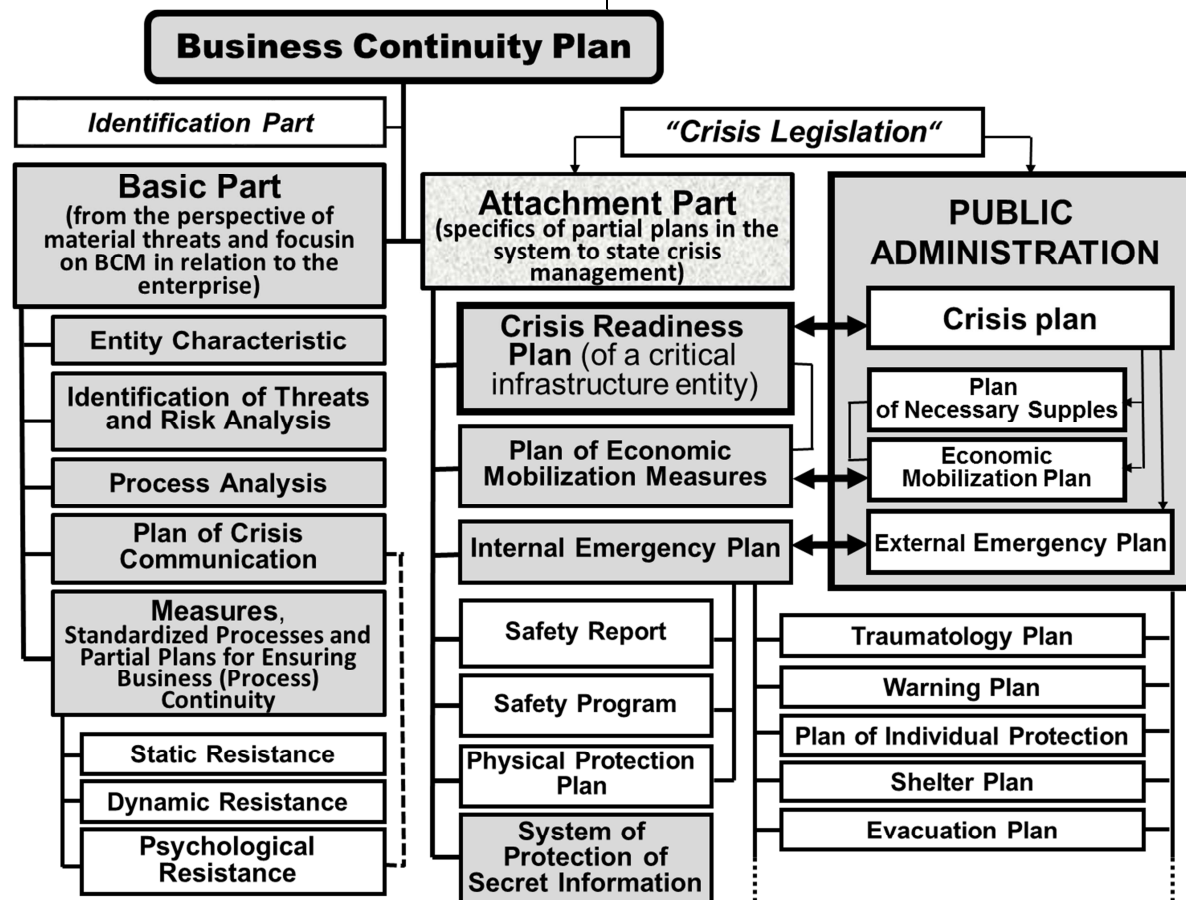 Business Continuity Plan
Identification Part
“Crisis Legislation“
Basic Part
(from the perspective of
material threats and focusin
on BCM in relation to the
enterprise)
Entity Characteristic
Identification of Threats
and Risk Analysis
Process Analysis
Plan of Crisis
Communication
Measures,
Standardized Processes and
Partial Plans for Ensuring
Business (Process)
Continuity
Static Resistance
Dynamic Resistance
Psychological
Resistance
Attachment Part
(specifics of partial plans in the
system to state crisis
management)
Crisis Readiness
Plan (of a critical
infrastructure entity)
Plan of Economic
Mobilization Measures
Internal Emergency Plan
Safety Report
Safety Program
Physical Protection
Plan
System of
Protection of
Secret Information
PUBLIC
ADMINISTRATION
Crisis plan
Plan
of Necessary Supples
Economic
Mobilization Plan
External Emergency Plan
Traumatology Plan
Warning Plan
Plan of Individual Protection
Shelter Plan
Evacuation Plan